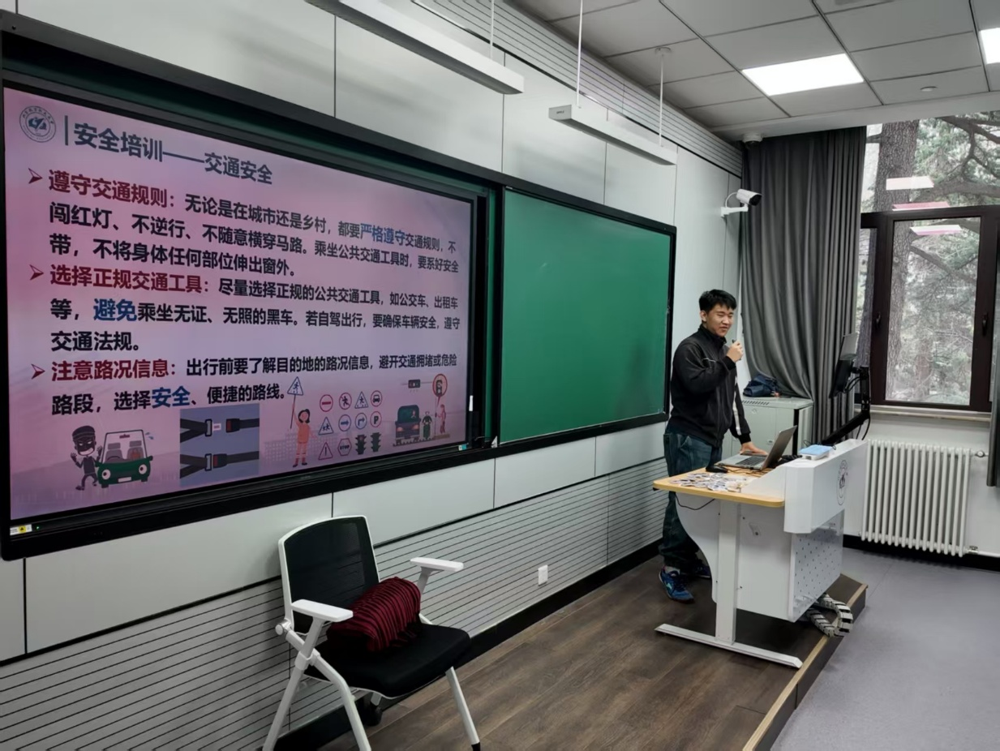 安全培训——交通安全
遵守交通规则：无论是在城市还是乡村，都要严格遵守交通规则，不
闯红灯、不逆行、不随意横穿马路。乘坐公共交通工具时，要系好安全
带，不将身体任何部位伸出窗外。
选择正规交通工具：尽量选择正规的公共交通工具，如公交车、出租车
等，避免乘坐无证、无照的黑车。若自驾出行，要确保车辆安全，遵守
交通法规。
注意路况信息：出行前要了解目的地的路况信息，避开交通拥堵或危险
路段，选择安全、便捷的路线。
STOP
P